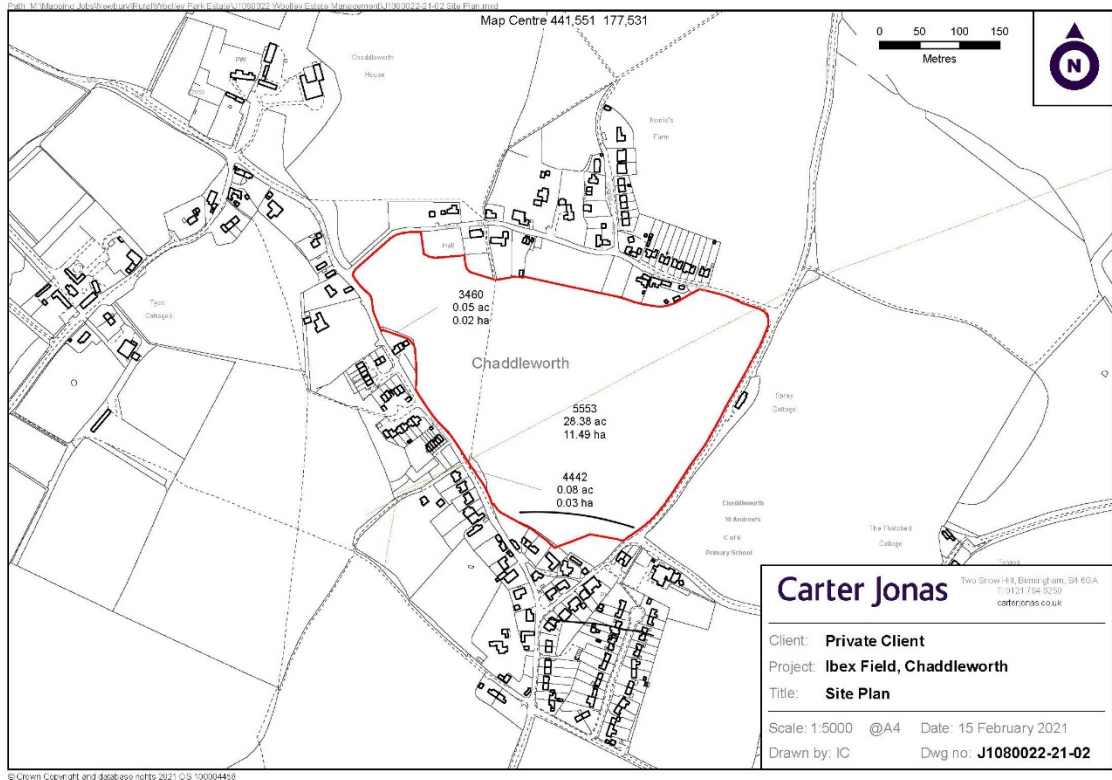 Path: M:\Mapping Jobs\Newbury\Rural\Woolley Park Estate\J1080022 Woolley Estate Management\J1080022-21-02 Site Plan.mxd
Map Centre 441,551 177,531
0 50 100 150
Metres
N
PW
Chaddleworth
House
Norris's
Farm
Hall
3460
0.05 ac
0.02 ha
Tyes
Cottages
Chaddleworth
5553
28.38 ac
11.49 ha
Spray
Cottage
4442
0.08 ac
0.03 ha
Chaddleworth
St Andrew's
C of E
Primary School
The Thatched
Cottage
Carter Jonas
Two Snow Hill, Birmingham, B4 6GA
T: 0121 794 6250
carterjonas.co.uk
Client: Private Client
Project: Ibex Field, Chaddleworth
Title: Site Plan
Scale: 1:5000 @A4 Date: 15 February 2021
Drawn by: IC Dwg no: J1080022-21-02
© Crown Copyright and database rights 2021 OS 100004458